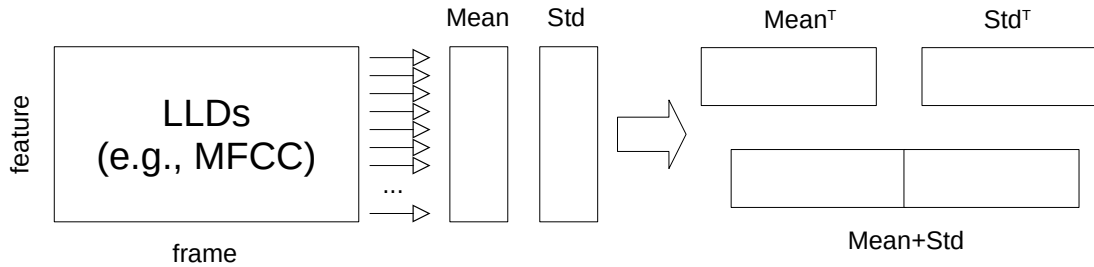 Mean
Std
Meanᵀ
Stdᵀ
feature
LLDs
(e.g., MFCC)
...
frame
Mean+Std